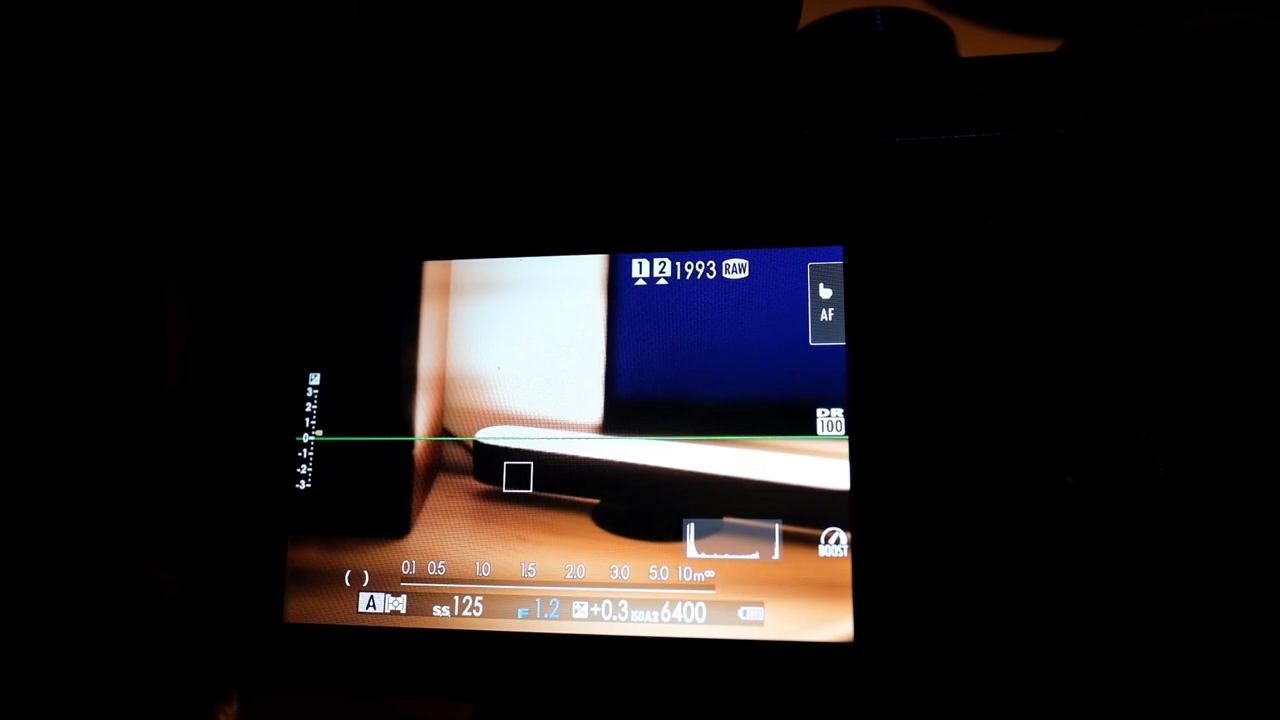 1 2 1993 RAW
AF
3
2
1
0
-1
-2
-3
DR
100
BOOST
0.1 0.5 1.0 1.5 2.0 3.0 5.0 10m∞
( )
A SS 125 F 1.2 +0.3 ISO A2 6400